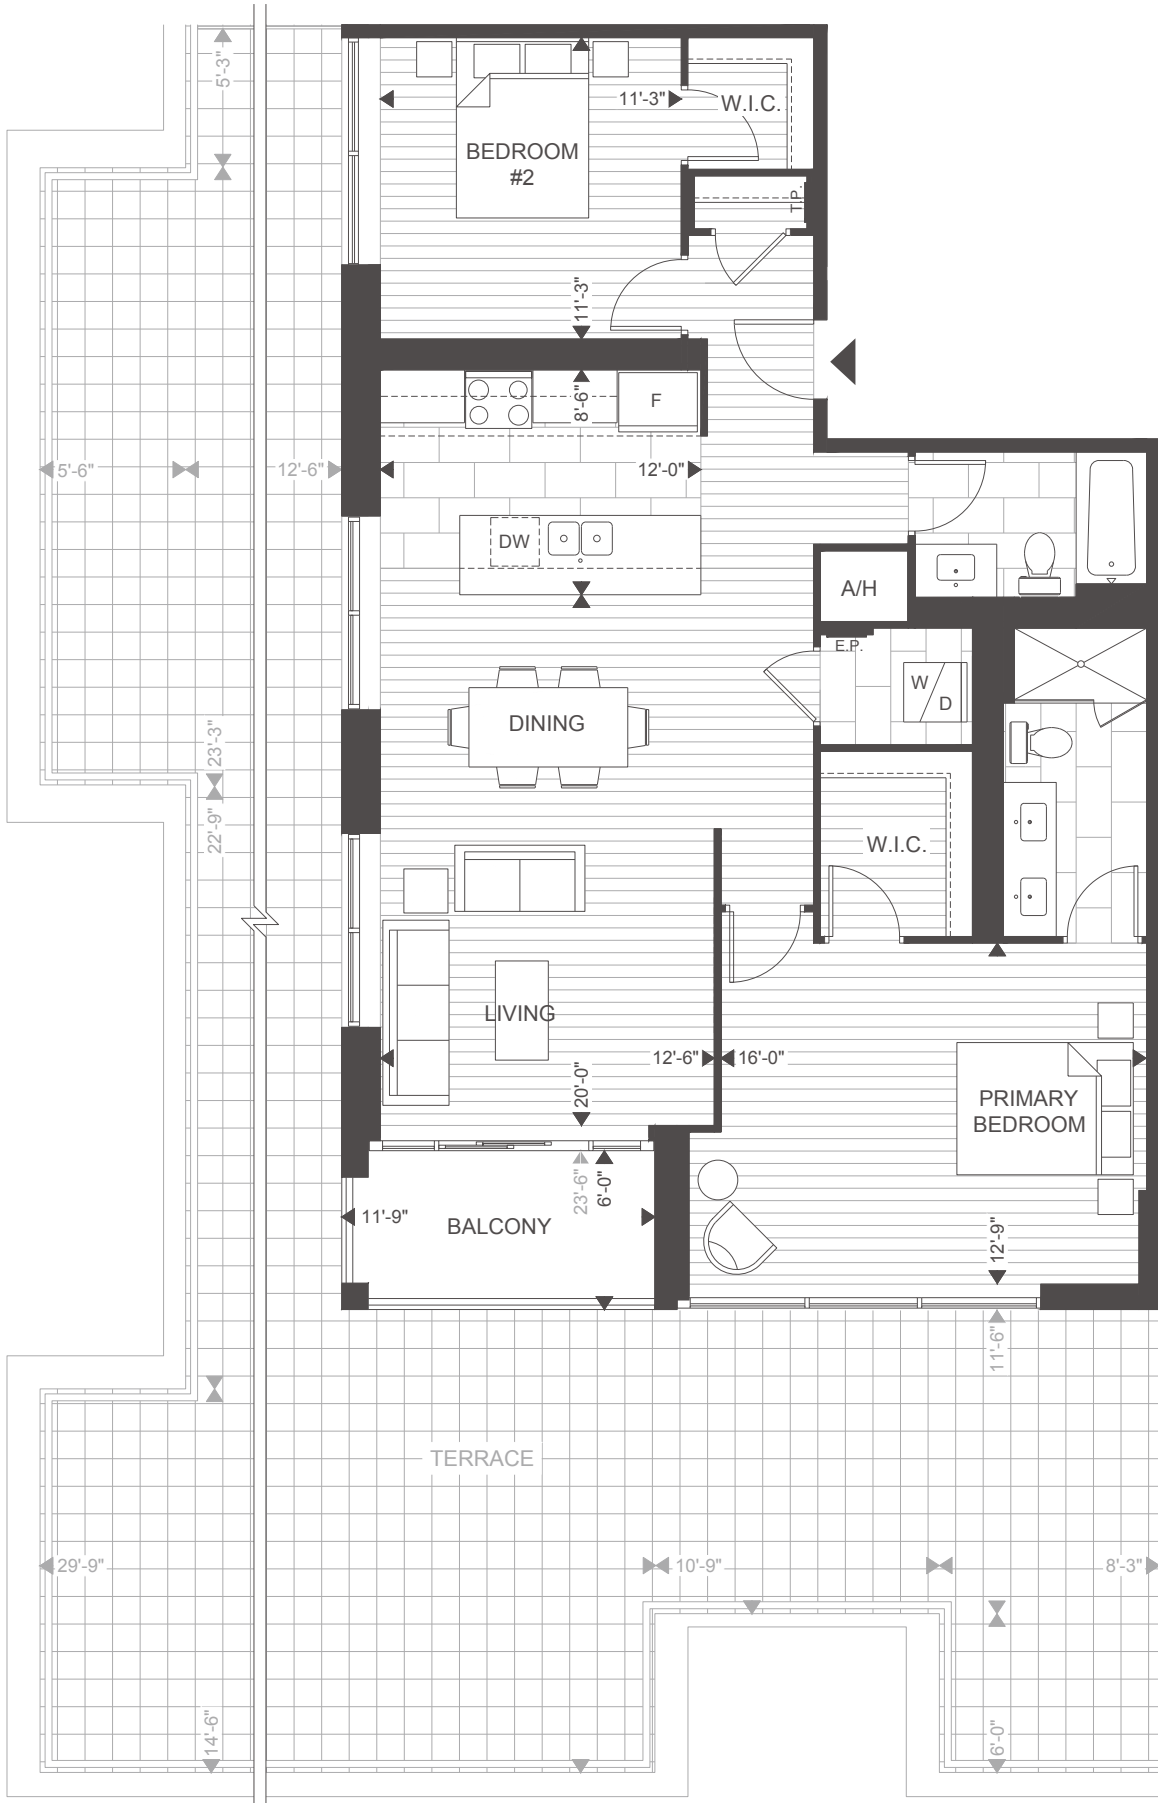 5'-3"
11'-3"
W.I.C.
BEDROOM
#2
T.P.
11'-3"
8'-6"
F
5'-6"
12'-6"
12'-0"
DW
A/H
E.P.
W
D
DINING
23'-3"
22'-9"
W.I.C.
LIVING
12'-6"
16'-0"
20'-0"
PRIMARY
BEDROOM
23'-6"
6'-0"
11'-9"
BALCONY
12'-9"
11'-6"
TERRACE
29'-9"
10'-9"
8'-3"
14'-6"
6'-0"